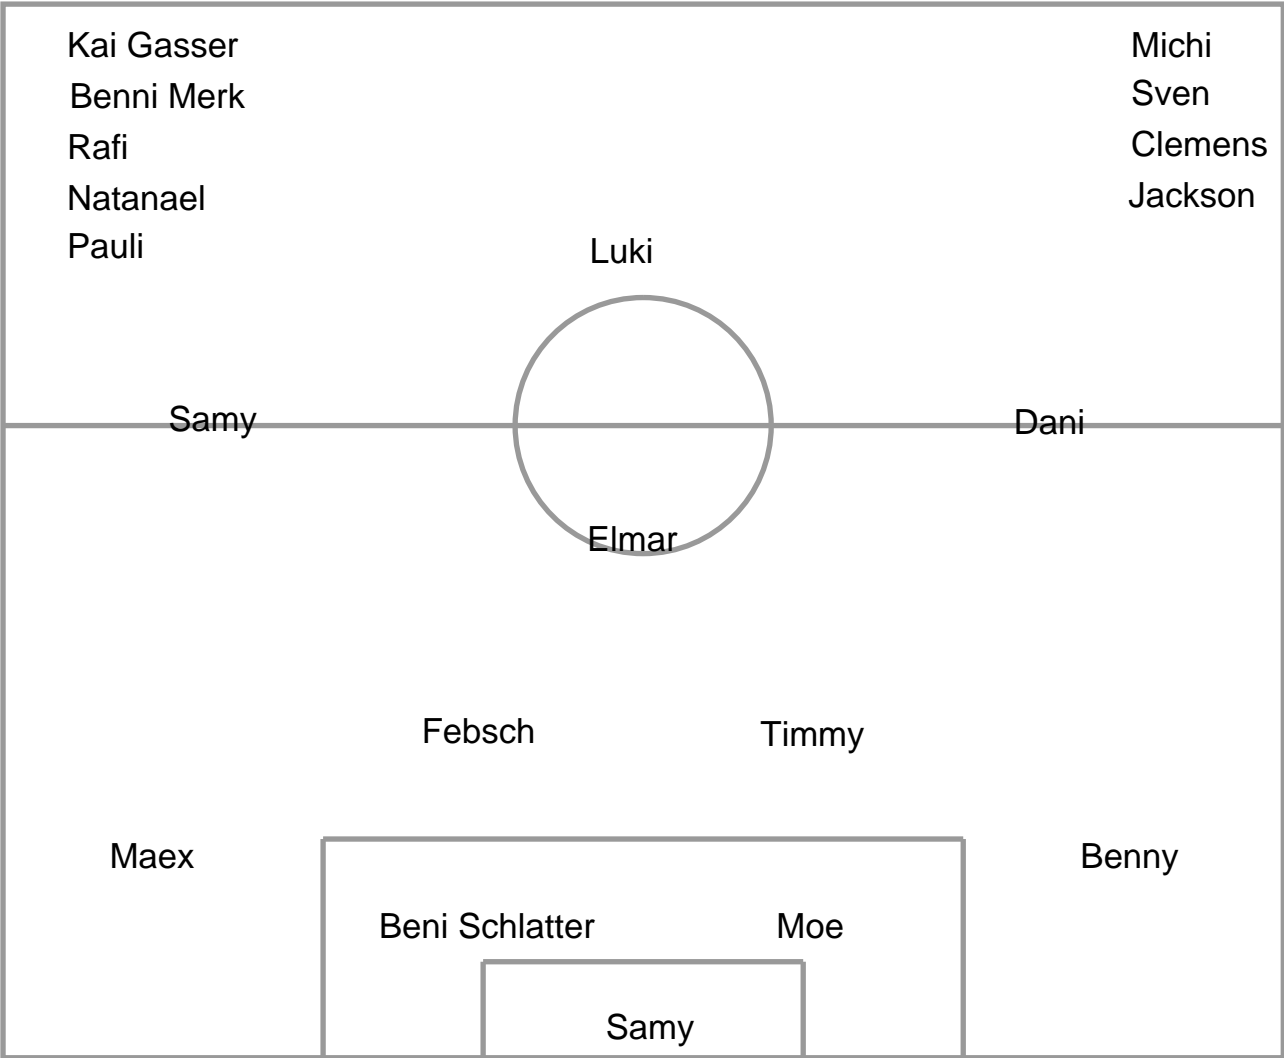 Kai Gasser
Benni Merk
Rafi
Natanael
Pauli
Michi
Sven
Clemens
Jackson
Luki
Samy
Dani
Elmar
Febsch
Timmy
Maex
Benny
Beni Schlatter
Moe
Samy